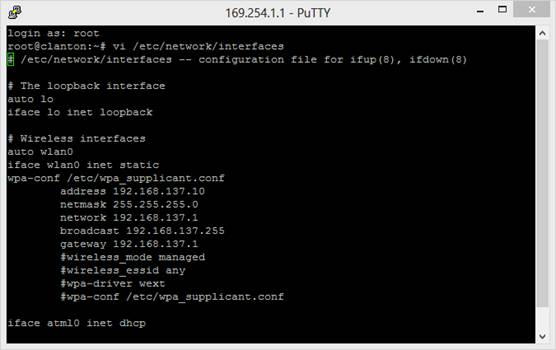 169.254.1.1 - PuTTY
login as: root
root@clanton:~# vi /etc/network/interfaces
# /etc/network/interfaces -- configuration file for ifup(8), ifdown(8)
# The loopback interface
auto lo
iface lo inet loopback
# Wireless interfaces
auto wlan0
iface wlan0 inet static
wpa-conf /etc/wpa_supplicant.conf
address 192.168.137.10
netmask 255.255.255.0
network 192.168.137.1
broadcast 192.168.137.255
gateway 192.168.137.1
#wireless_mode managed
#wireless_essid any
#wpa-driver wext
#wpa-conf /etc/wpa_supplicant.conf
iface atml0 inet dhcp